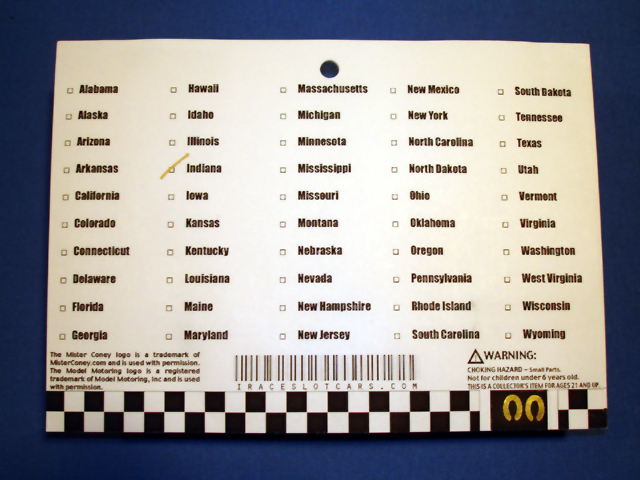 Alabama
Alaska
Arizona
Arkansas
California
Colorado
Connecticut
Delaware
Florida
Georgia
Hawaii
Idaho
Illinois
Indiana
Iowa
Kansas
Kentucky
Louisiana
Maine
Maryland
Massachusetts
Michigan
Minnesota
Mississippi
Missouri
Montana
Nebraska
Nevada
New Hampshire
New Jersey
New Mexico
New York
North Carolina
North Dakota
Ohio
Oklahoma
Oregon
Pennsylvania
Rhode Island
South Carolina
South Dakota
Tennessee
Texas
Utah
Vermont
Virginia
Washington
West Virginia
Wisconsin
Wyoming
The Mister Coney logo is a trademark of
MisterConey.com and is used with permission.
The Model Motoring logo is a registered
trademark of Model Motoring, Inc and is used
with permission.
IRACESLOTCARS.COM
WARNING:
CHOKING HAZARD - Small Parts.
Not for children under 6 years old.
THIS IS A COLLECTOR'S ITEM FOR AGES 21 AND UP.
00